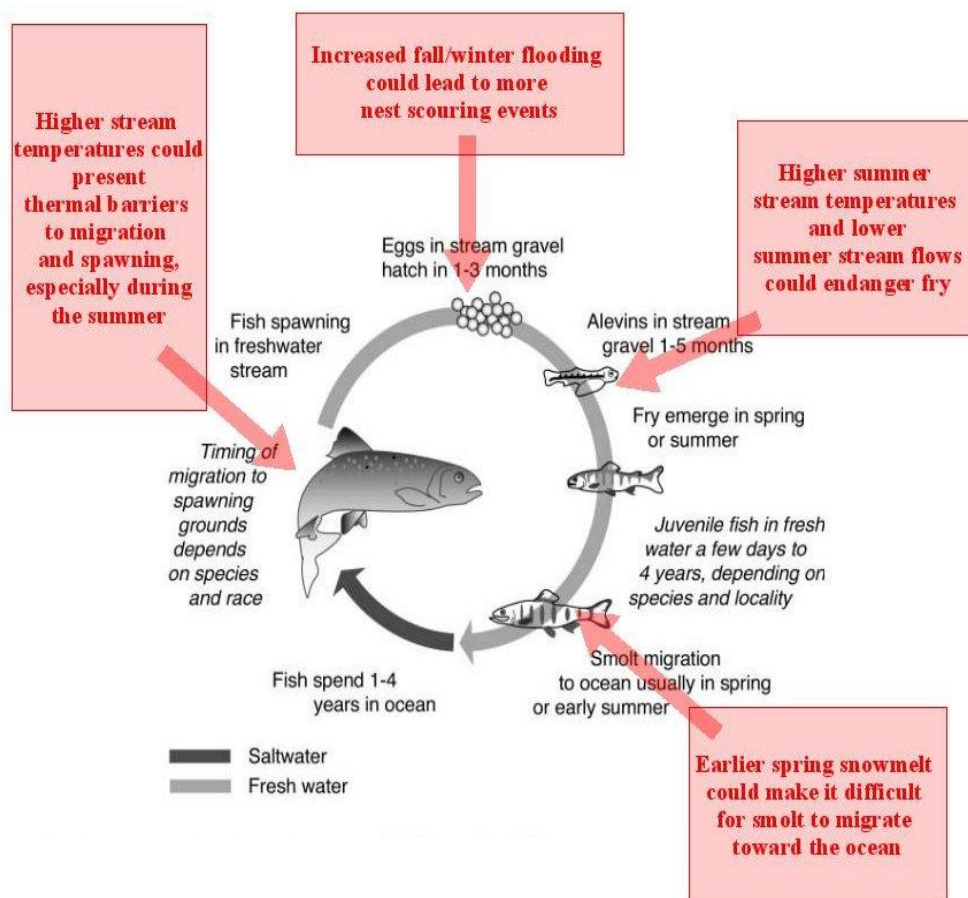 Increased fall/winter flooding
could lead to more
nest scouring events
Higher stream
temperatures could
present
thermal barriers
to migration
and spawning,
especially during
the summer
Higher summer
stream temperatures
and lower
summer stream flows
could endanger fry
Eggs in stream gravel
hatch in 1-3 months
Fish spawning
in freshwater
stream
Alevins in stream
gravel 1-5 months
Fry emerge in spring
or summer
Timing of
migration to
spawning
grounds
depends
on species
and race
Juvenile fish in fresh
water a few days to
4 years, depending on
species and locality
Smolt migration
to ocean usually in spring
or early summer
Fish spend 1-4
years in ocean
Saltwater
Fresh water
Earlier spring snowmelt
could make it difficult
for smolt to migrate
toward the ocean